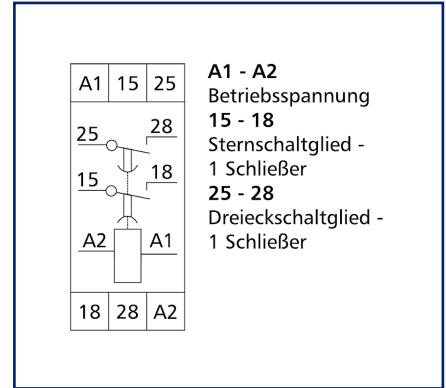 A1 15 25
25 28
15 18
A2 A1
18 28 A2
A1 - A2
Betriebsspannung
15 - 18
Sternschaltglied -
1 Schließer
25 - 28
Dreieckschaltglied -
1 Schließer